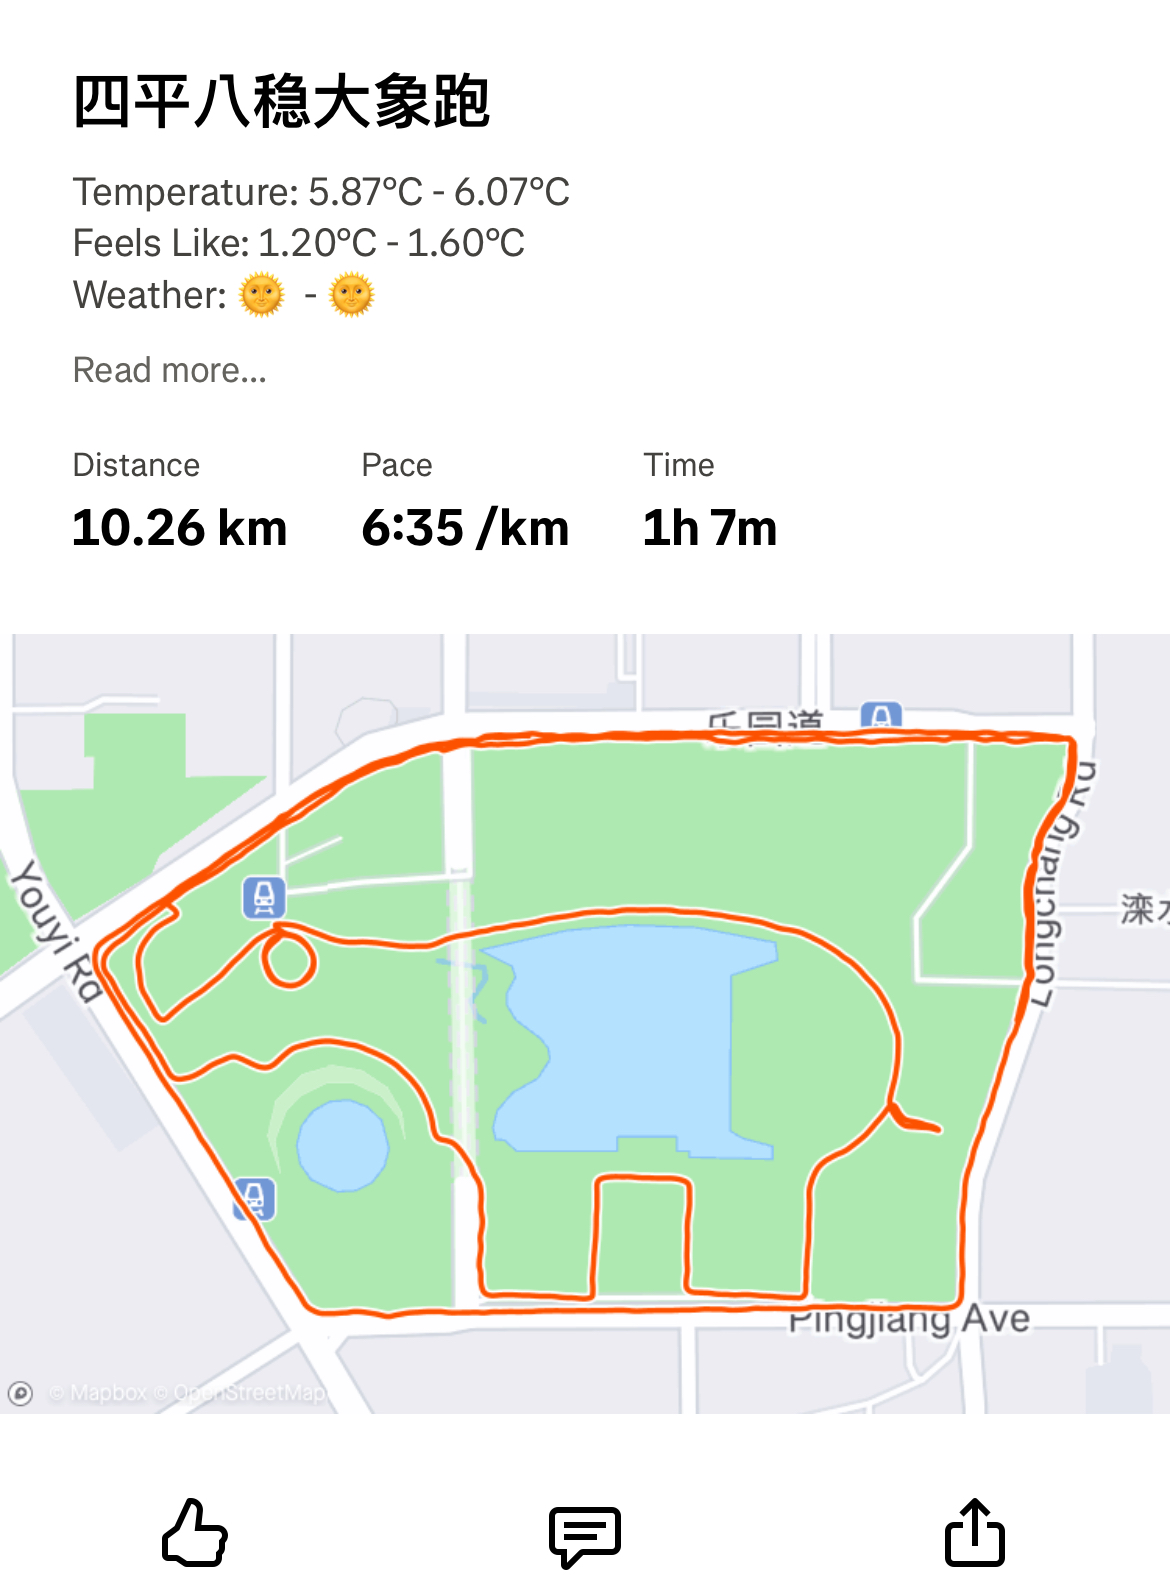 四平八稳大象跑
Temperature: 5.87°C - 6.07°C
Feels Like: 1.20°C - 1.60°C
Weather: 🌞 - 🌞
Read more...
Distance Pace Time
10.26 km 6:35 /km 1h 7m
乐园道
Youyi Rd
Longchang Rd
滦水
Pingjiang Ave
© Mapbox © OpenStreetMap